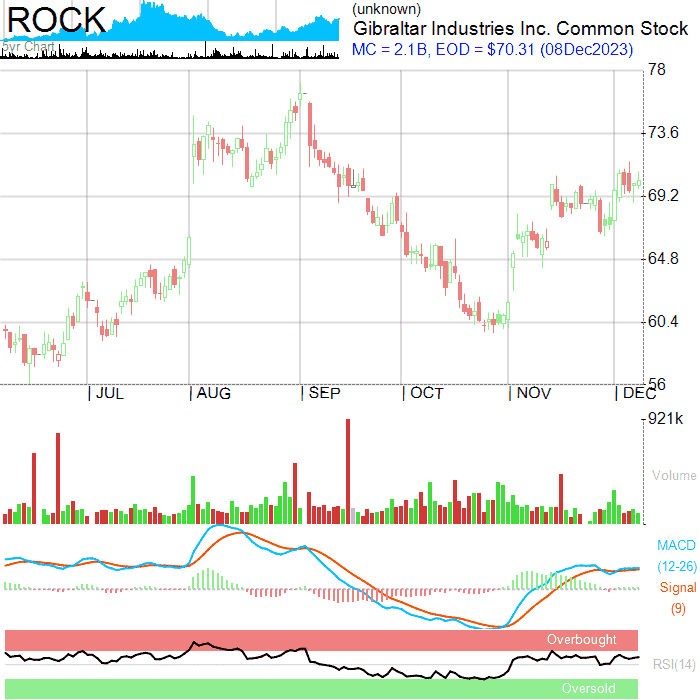 ROCK
(unknown)
Gibraltar Industries Inc. Common Stock
5yr Chart
MC = 2.1B, EOD = $70.31 (08Dec2023)
78
73.6
69.2
64.8
60.4
56
JUL AUG SEP OCT NOV DEC
921k
Volume
MACD
(12-26)
Signal
(9)
Overbought
RSI(14)
Oversold